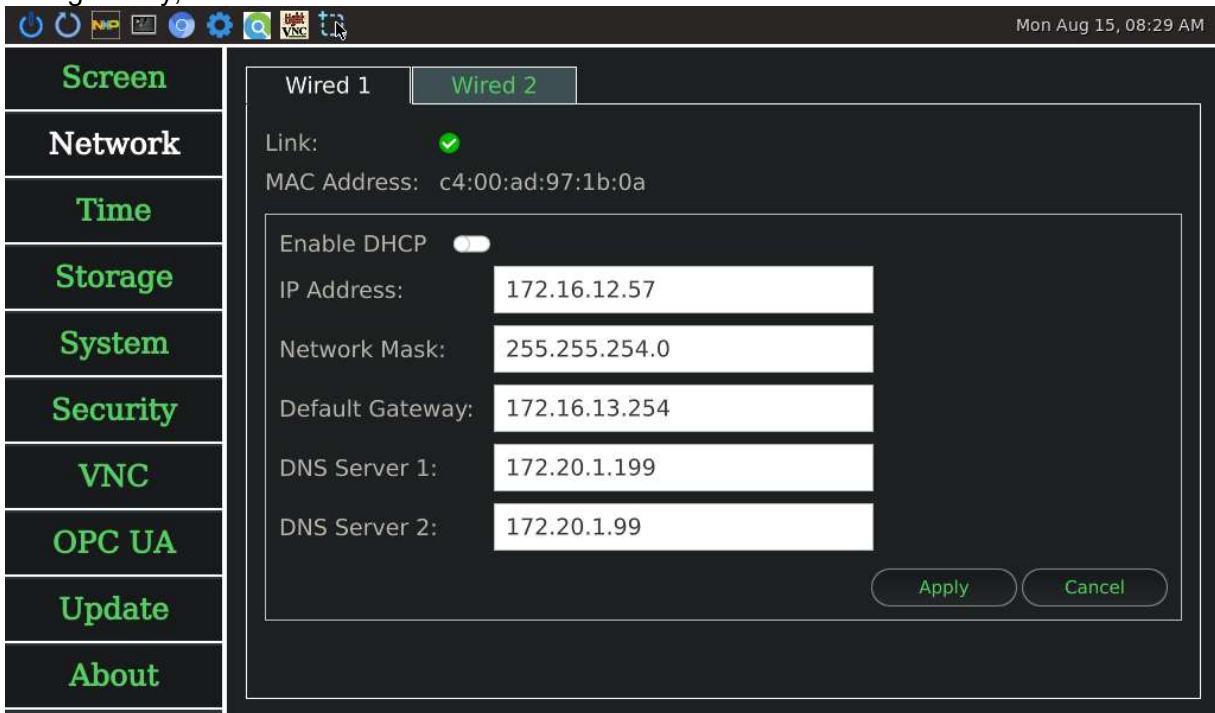 NXP
tight
VNC
Mon Aug 15, 08:29 AM
Screen
Network
Time
Storage
System
Security
VNC
OPC UA
Update
About
Wired 1
Wired 2
Link:
MAC Address: c4:00:ad:97:1b:0a
Enable DHCP
IP Address: 172.16.12.57
Network Mask: 255.255.254.0
Default Gateway: 172.16.13.254
DNS Server 1: 172.20.1.199
DNS Server 2: 172.20.1.99
Apply
Cancel